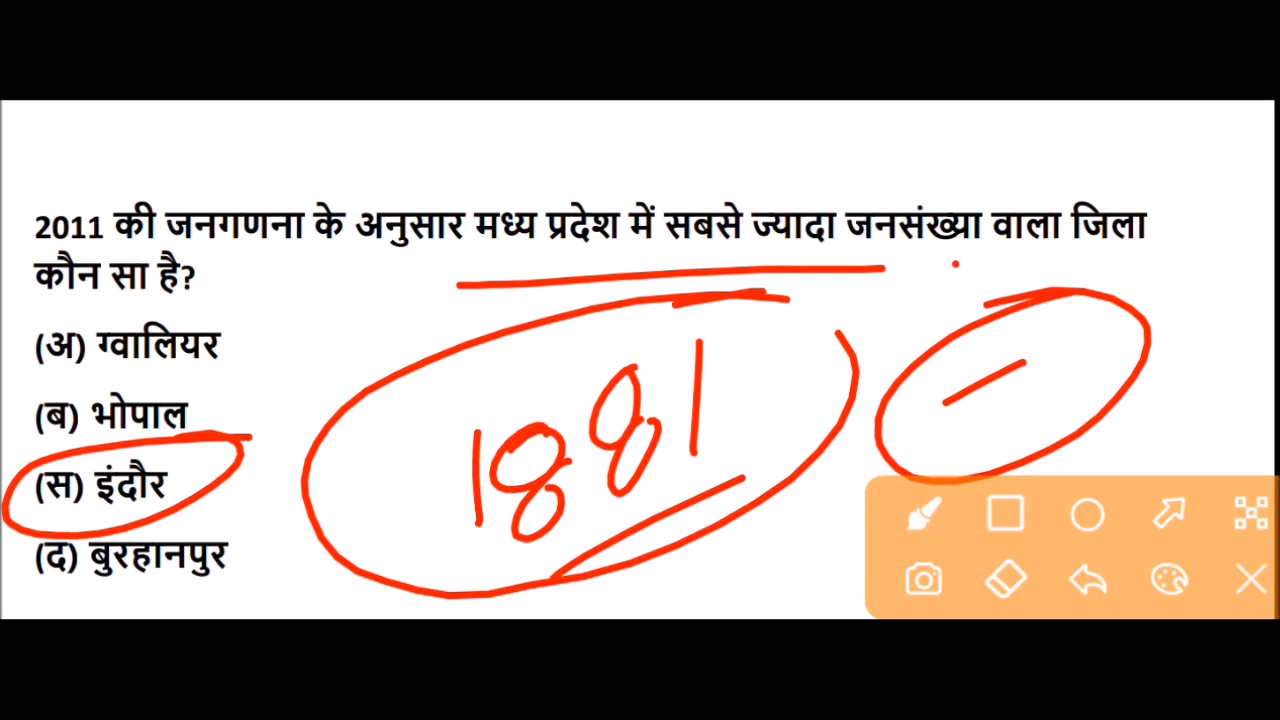 2011 की जनगणना के अनुसार मध्य प्रदेश में सबसे ज्यादा जनसंख्या वाला जिला
कौन सा है?
(अ) ग्वालियर
(ब) भोपाल
(स) इंदौर
(द) बुरहानपुर
1881